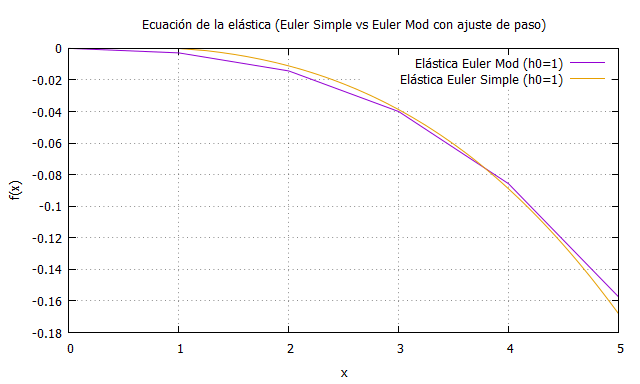 Ecuación de la elástica (Euler Simple vs Euler Mod con ajuste de paso)
Elástica Euler Mod (h0=1)
Elástica Euler Simple (h0=1)
0
-0.02
-0.04
-0.06
-0.08
-0.1
-0.12
-0.14
-0.16
-0.18
f(x)
0 1 2 3 4 5
x